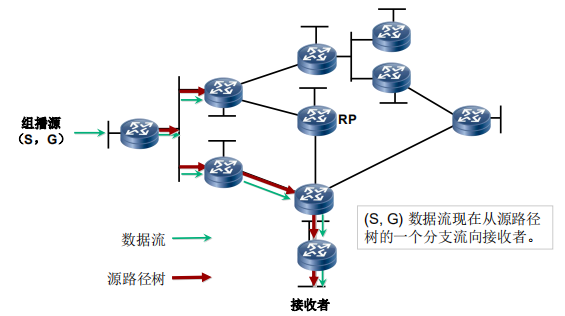 组播源
（S，G）
RP
(S, G) 数据流现在从源路径
树的一个分支流向接收者。
数据流
源路径树
接收者